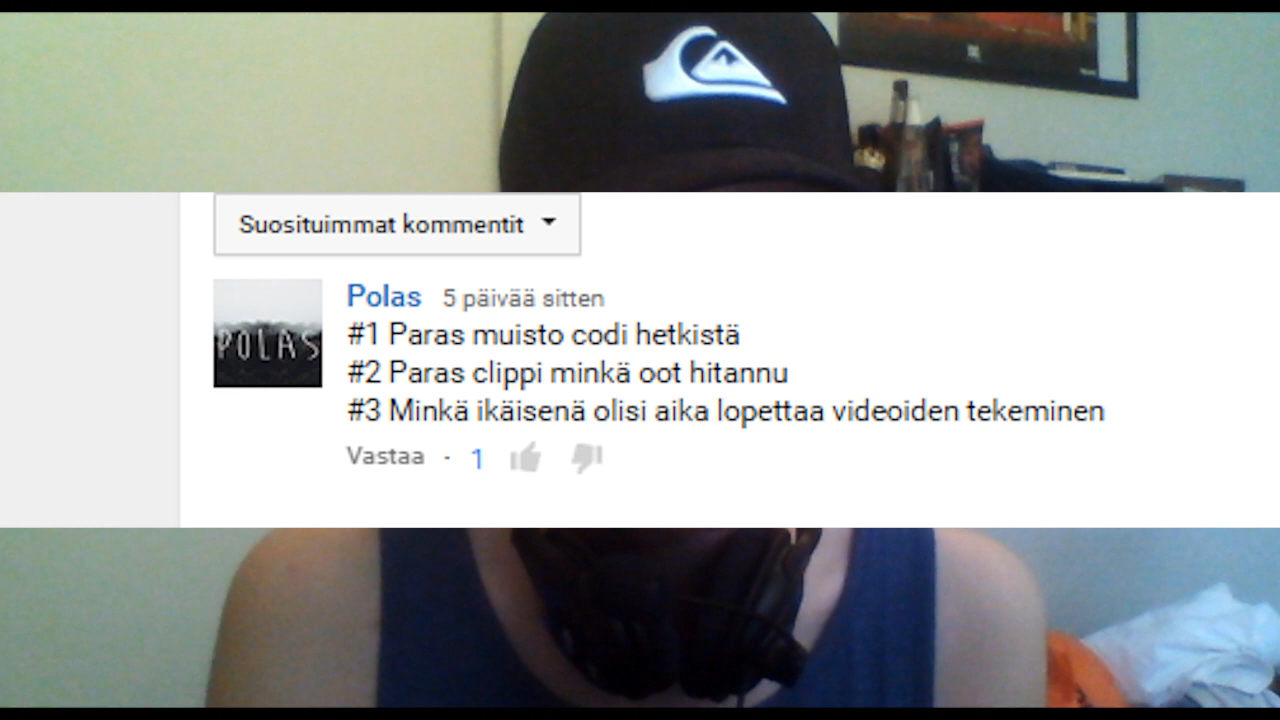 Suosituimmat kommentit
POLAS
Polas 5 päivää sitten
#1 Paras muisto codi hetkistä
#2 Paras clippi minkä oot hitannu
#3 Minkä ikäisenä olisi aika lopettaa videoiden tekeminen
Vastaa · 1